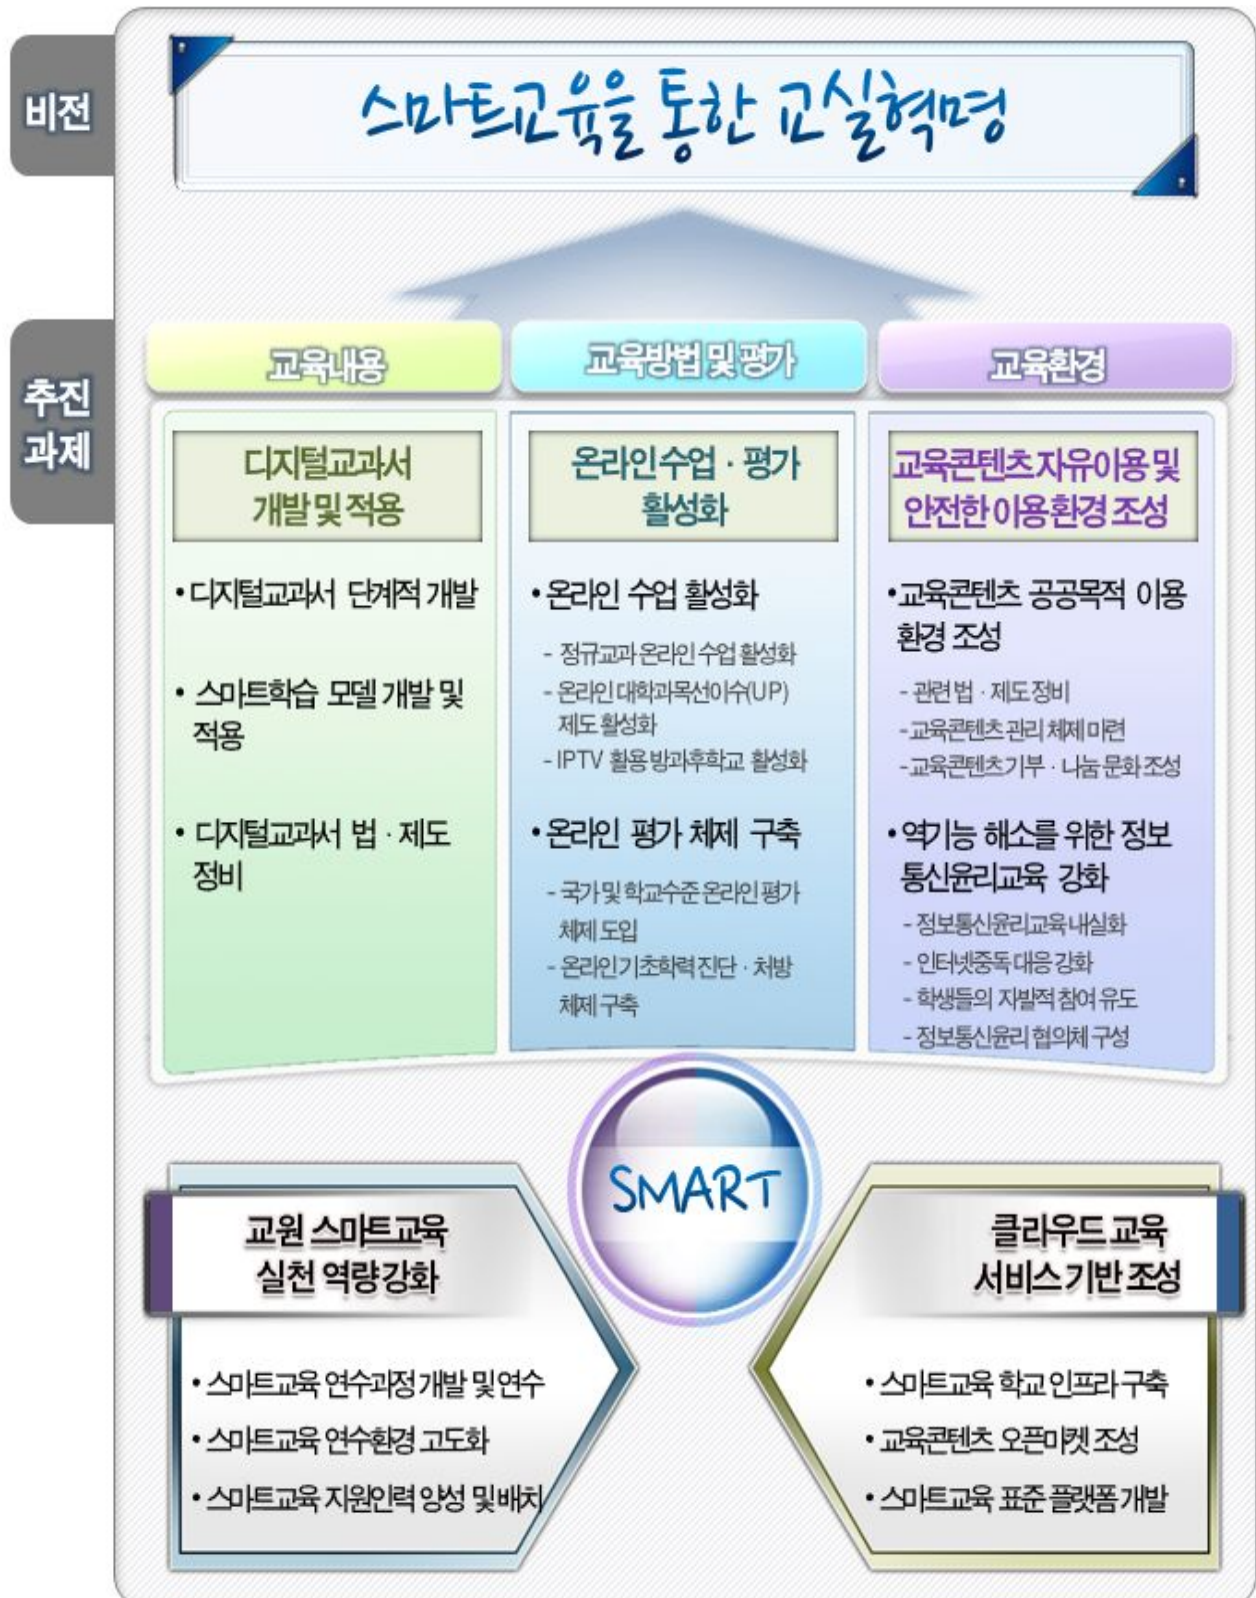 비전
스마트교육을 통한 교실혁명
추진
과제
교육내용
디지털교과서
개발 및 적용
• 디지털교과서 단계적 개발
• 스마트학습 모델 개발 및
적용
• 디지털교과서 법 · 제도
정비
교육방법 및 평가
온라인수업 · 평가
활성화
• 온라인 수업 활성화
- 정규교과 온라인 수업 활성화
- 온라인 대학과목선이수(UP)
제도 활성화
- IPTV 활용 방과후학교 활성화
• 온라인 평가 체제 구축
- 국가 및 학교수준 온라인 평가
체제 도입
- 온라인 기초학력 진단 · 처방
체제 구축
교육환경
교육콘텐츠 자유이용 및
안전한 이용 환경 조성
• 교육콘텐츠 공공목적 이용
환경 조성
- 관련 법 · 제도 정비
- 교육콘텐츠 관리 체제 마련
- 교육콘텐츠 기부 · 나눔 문화 조성
• 역기능 해소를 위한 정보
통신윤리교육 강화
- 정보통신윤리교육 내실화
- 인터넷중독 대응 강화
- 학생들의 자발적 참여 유도
- 정보통신윤리 협의체 구성
SMART
교원 스마트교육
실천 역량 강화
• 스마트교육 연수과정 개발 및 연수
• 스마트교육 연수환경 고도화
• 스마트교육 지원인력 양성 및 배치
클라우드 교육
서비스 기반 조성
• 스마트교육 학교 인프라 구축
• 교육콘텐츠 오픈마켓 조성
• 스마트교육 표준 플랫폼 개발